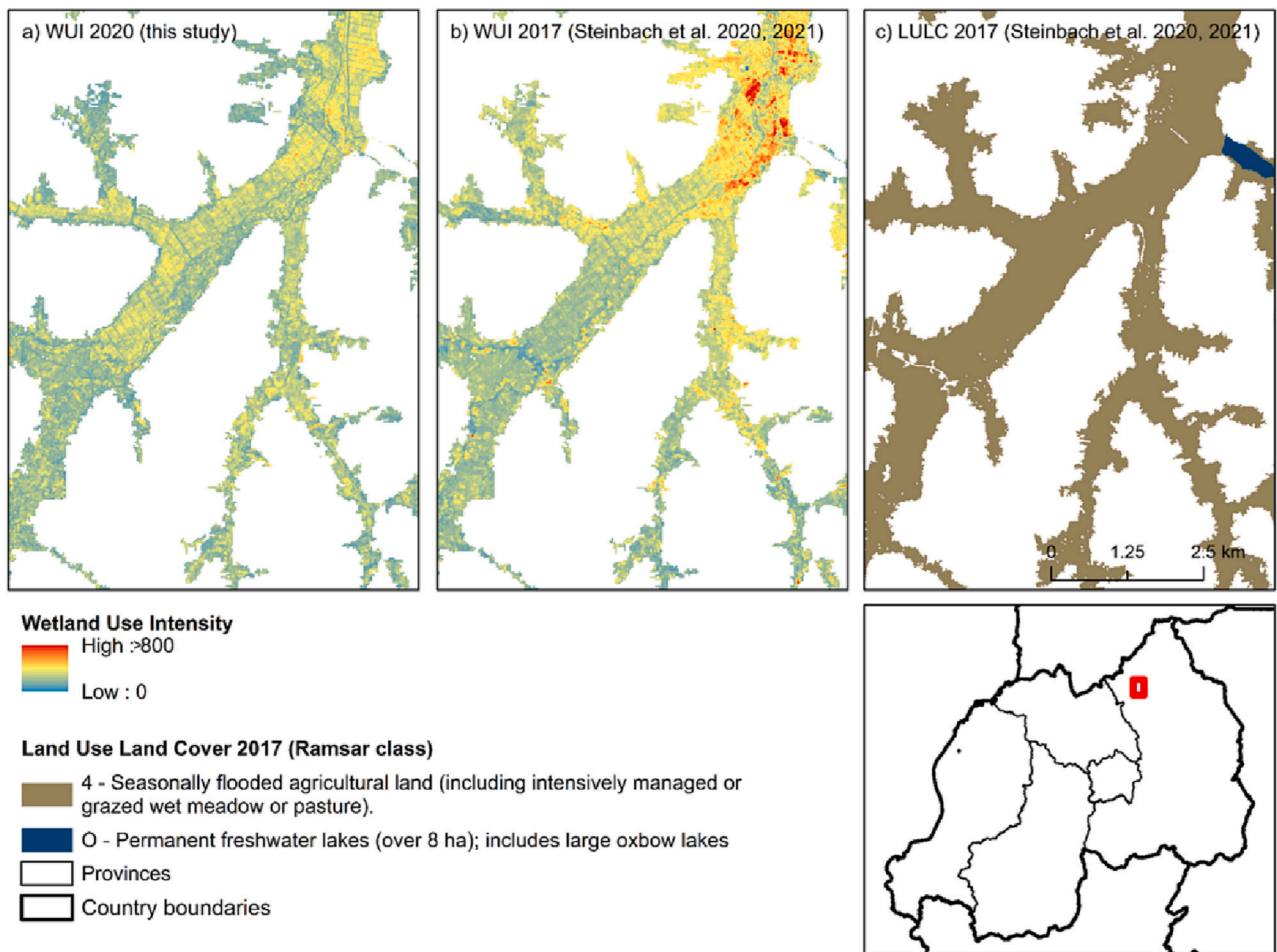 a) WUI 2020 (this study)
b) WUI 2017 (Steinbach et al. 2020, 2021)
c) LULC 2017 (Steinbach et al. 2020, 2021)
0 1.25 2.5 km
Wetland Use Intensity
High :>800
Low : 0
Land Use Land Cover 2017 (Ramsar class)
4 - Seasonally flooded agricultural land (including intensively managed or
grazed wet meadow or pasture).
O - Permanent freshwater lakes (over 8 ha); includes large oxbow lakes
Provinces
Country boundaries